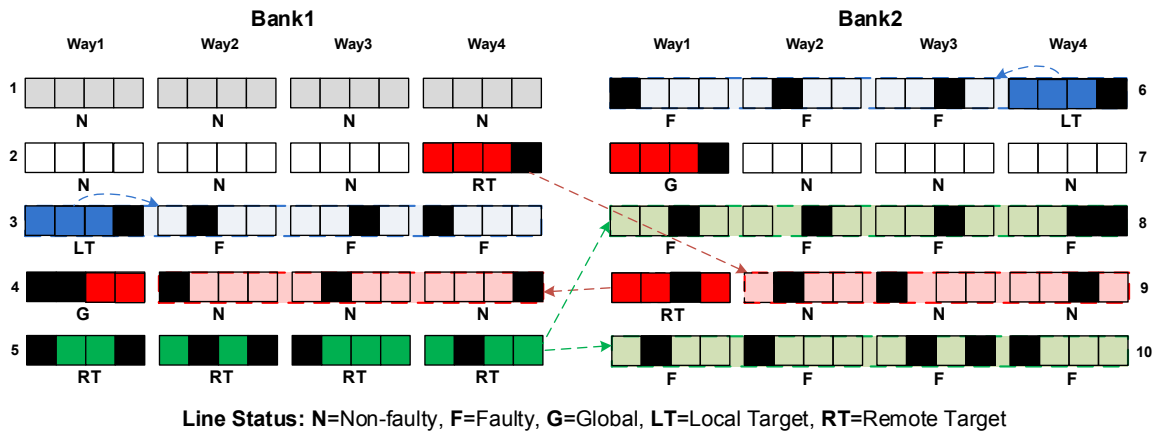 Bank1
Bank2
Way1 Way2 Way3 Way4 Way1 Way2 Way3 Way4
1 6
N N N N F F F LT
2 7
N N N RT G N N N
3 8
LT F F F F F F F
4 9
G N N N RT N N N
5 10
RT RT RT RT F F F F
Line Status: N=Non-faulty, F=Faulty, G=Global, LT=Local Target, RT=Remote Target